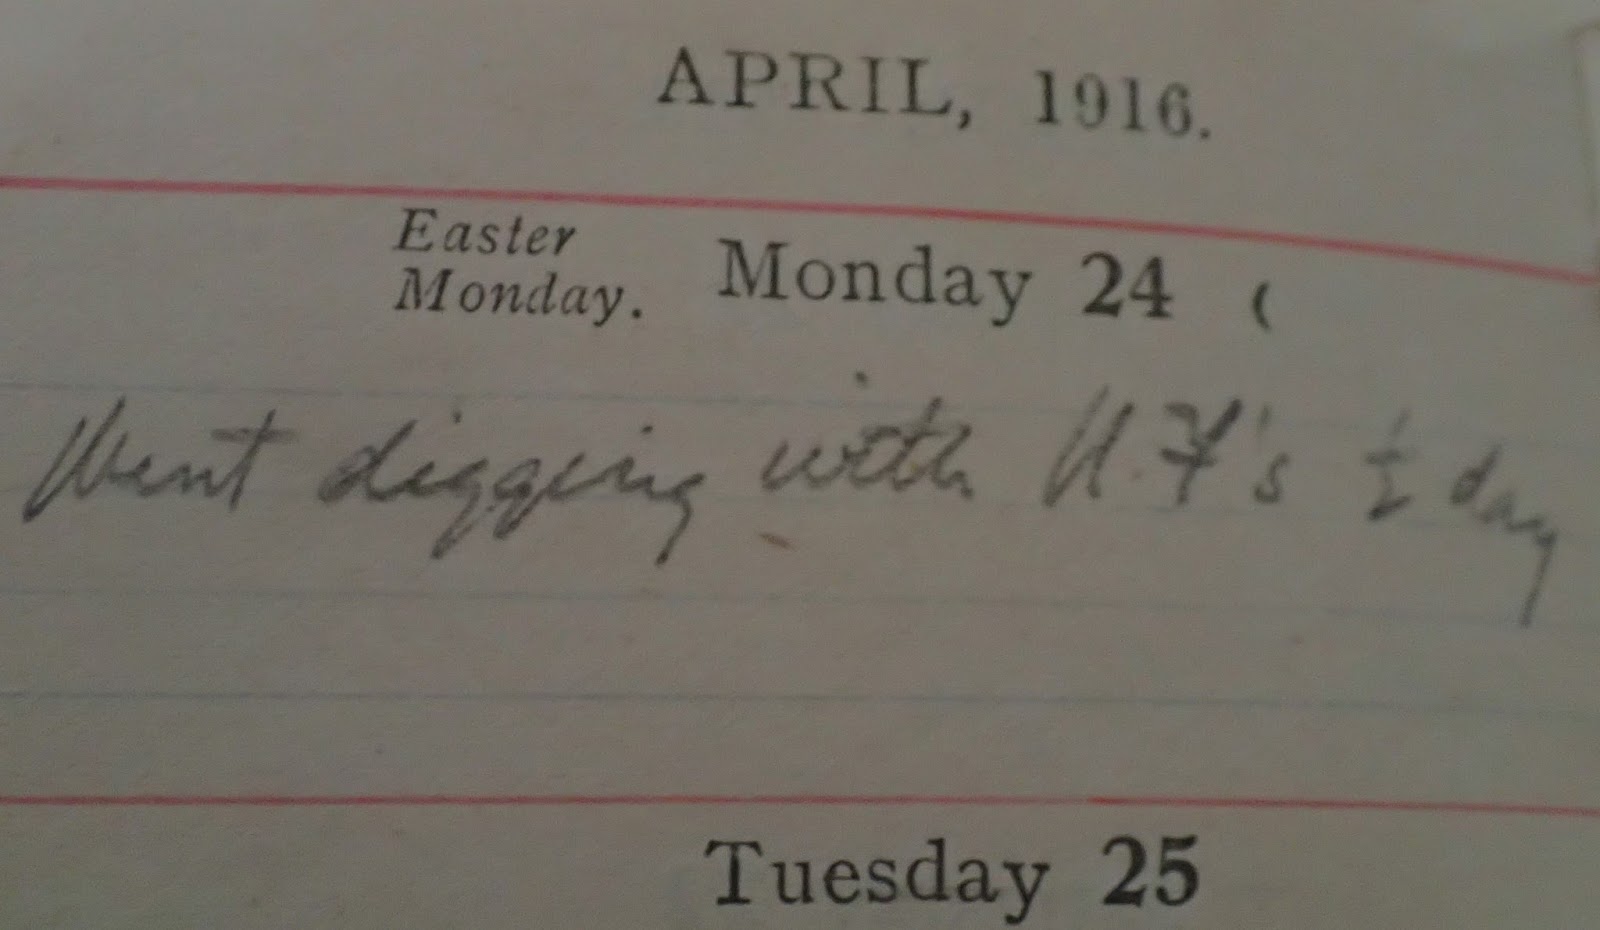 APRIL, 1916.
Easter
Monday. Monday 24 (
Went digging with U.F's ½ day
Tuesday 25